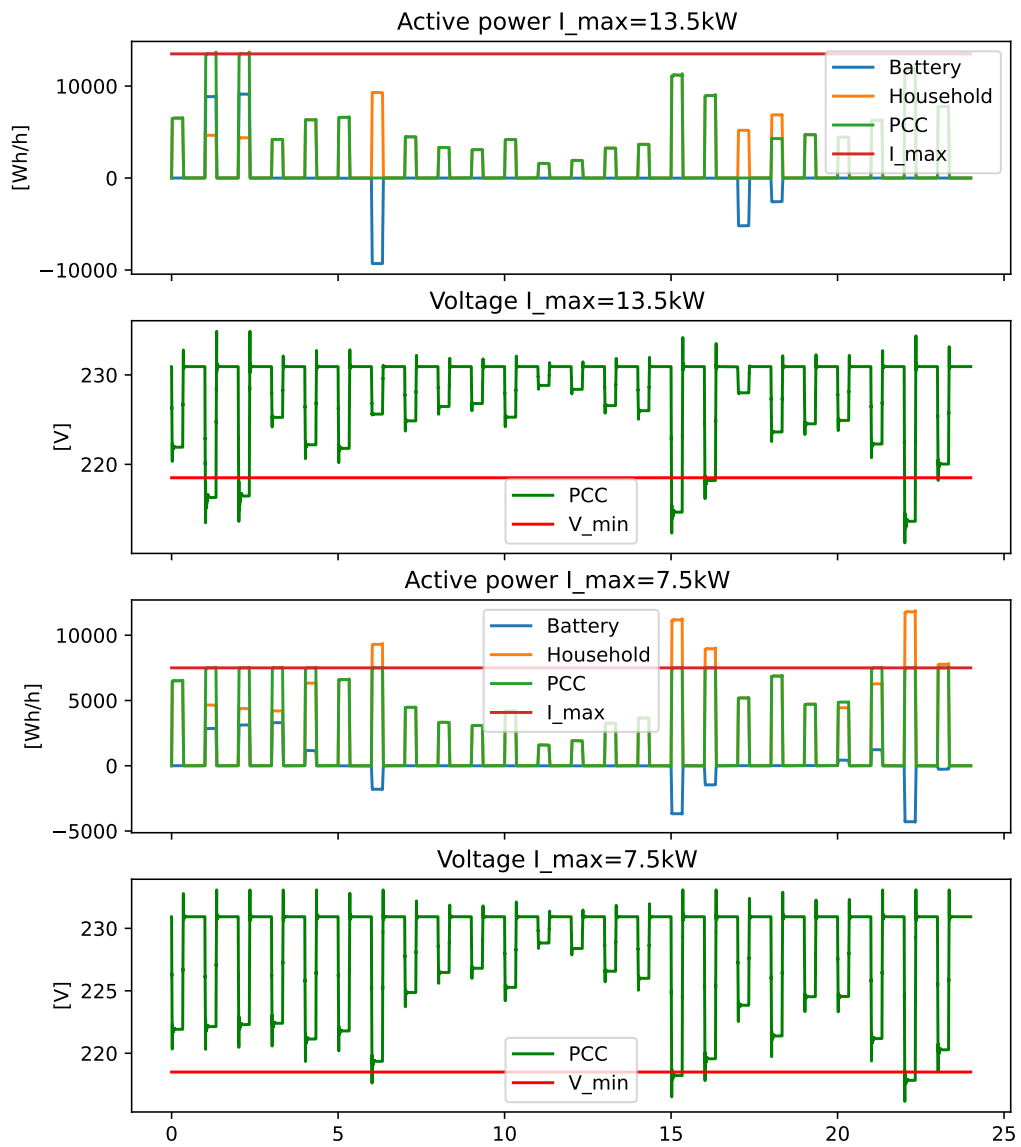 Active power I_max=13.5kW
10000
0
−10000
[Wh/h]
Battery
Household
PCC
I_max
Voltage I_max=13.5kW
230
220
[V]
PCC
V_min
Active power I_max=7.5kW
10000
5000
0
−5000
[Wh/h]
Battery
Household
PCC
I_max
Voltage I_max=7.5kW
230
225
220
[V]
PCC
V_min
0 5 10 15 20 25